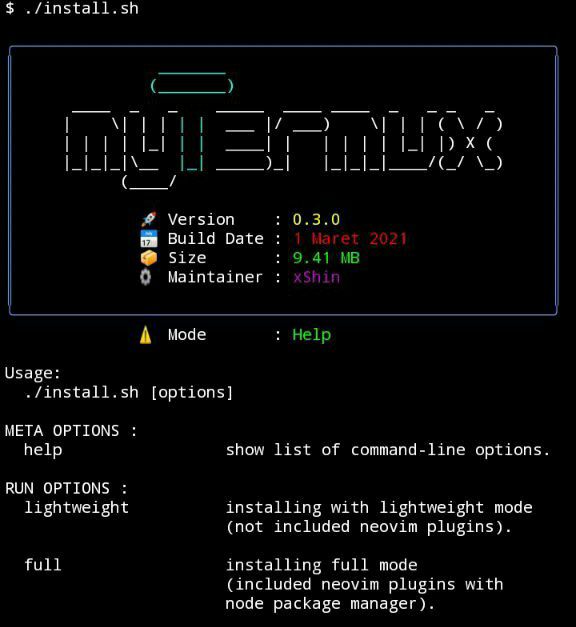 $ ./install.sh
myTermux
Version : 0.3.0
Build Date : 1 Maret 2021
Size : 9.41 MB
Maintainer : xShin
Mode : Help
Usage:
./install.sh [options]
META OPTIONS :
help show list of command-line options.
RUN OPTIONS :
lightweight installing with lightweight mode
(not included neovim plugins).
full installing full mode
(included neovim plugins with
node package manager).